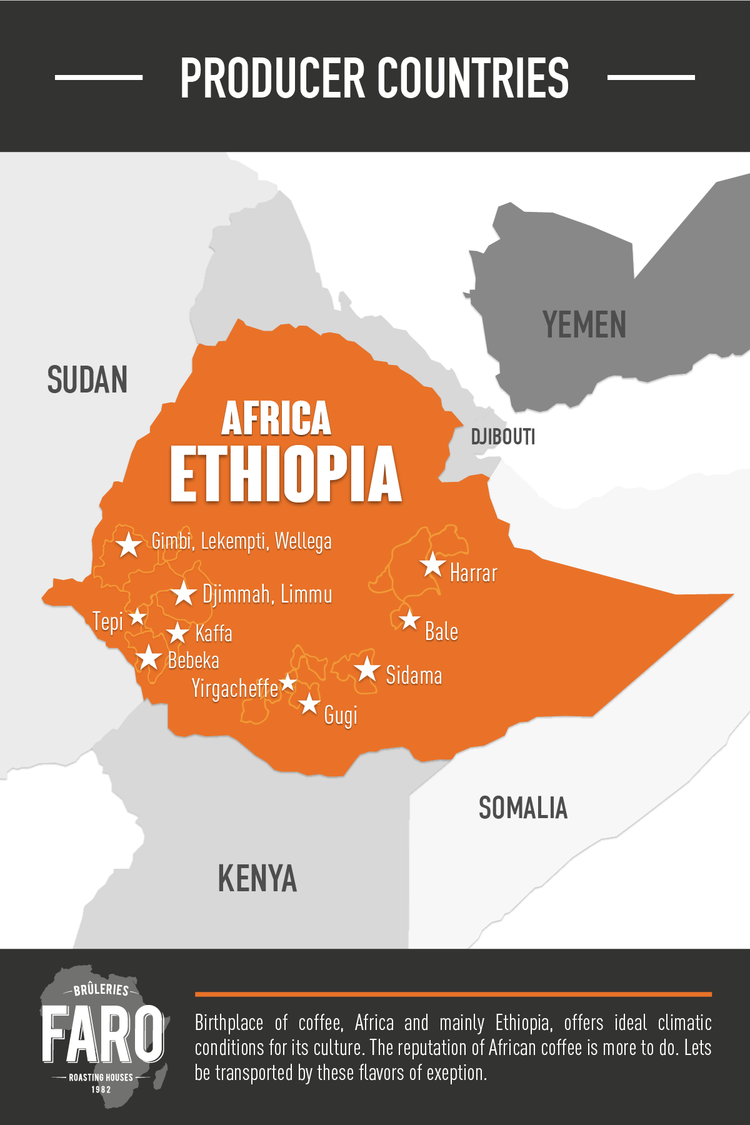 PRODUCER COUNTRIES
YEMEN
SUDAN
AFRICA
DJIBOUTI
ETHIOPIA
Gimbi, Lekempti, Wellega
Harrar
Djimmah, Limmu
Tepi
Kaffa
Bale
Bebeka
Sidama
Yirgacheffe
Gugi
SOMALIA
KENYA
BRÛLERIES
FARO
ROASTING HOUSES
1982
Birthplace of coffee, Africa and mainly Ethiopia, offers ideal climatic
conditions for its culture. The reputation of African coffee is more to do. Lets
be transported by these flavors of exeption.